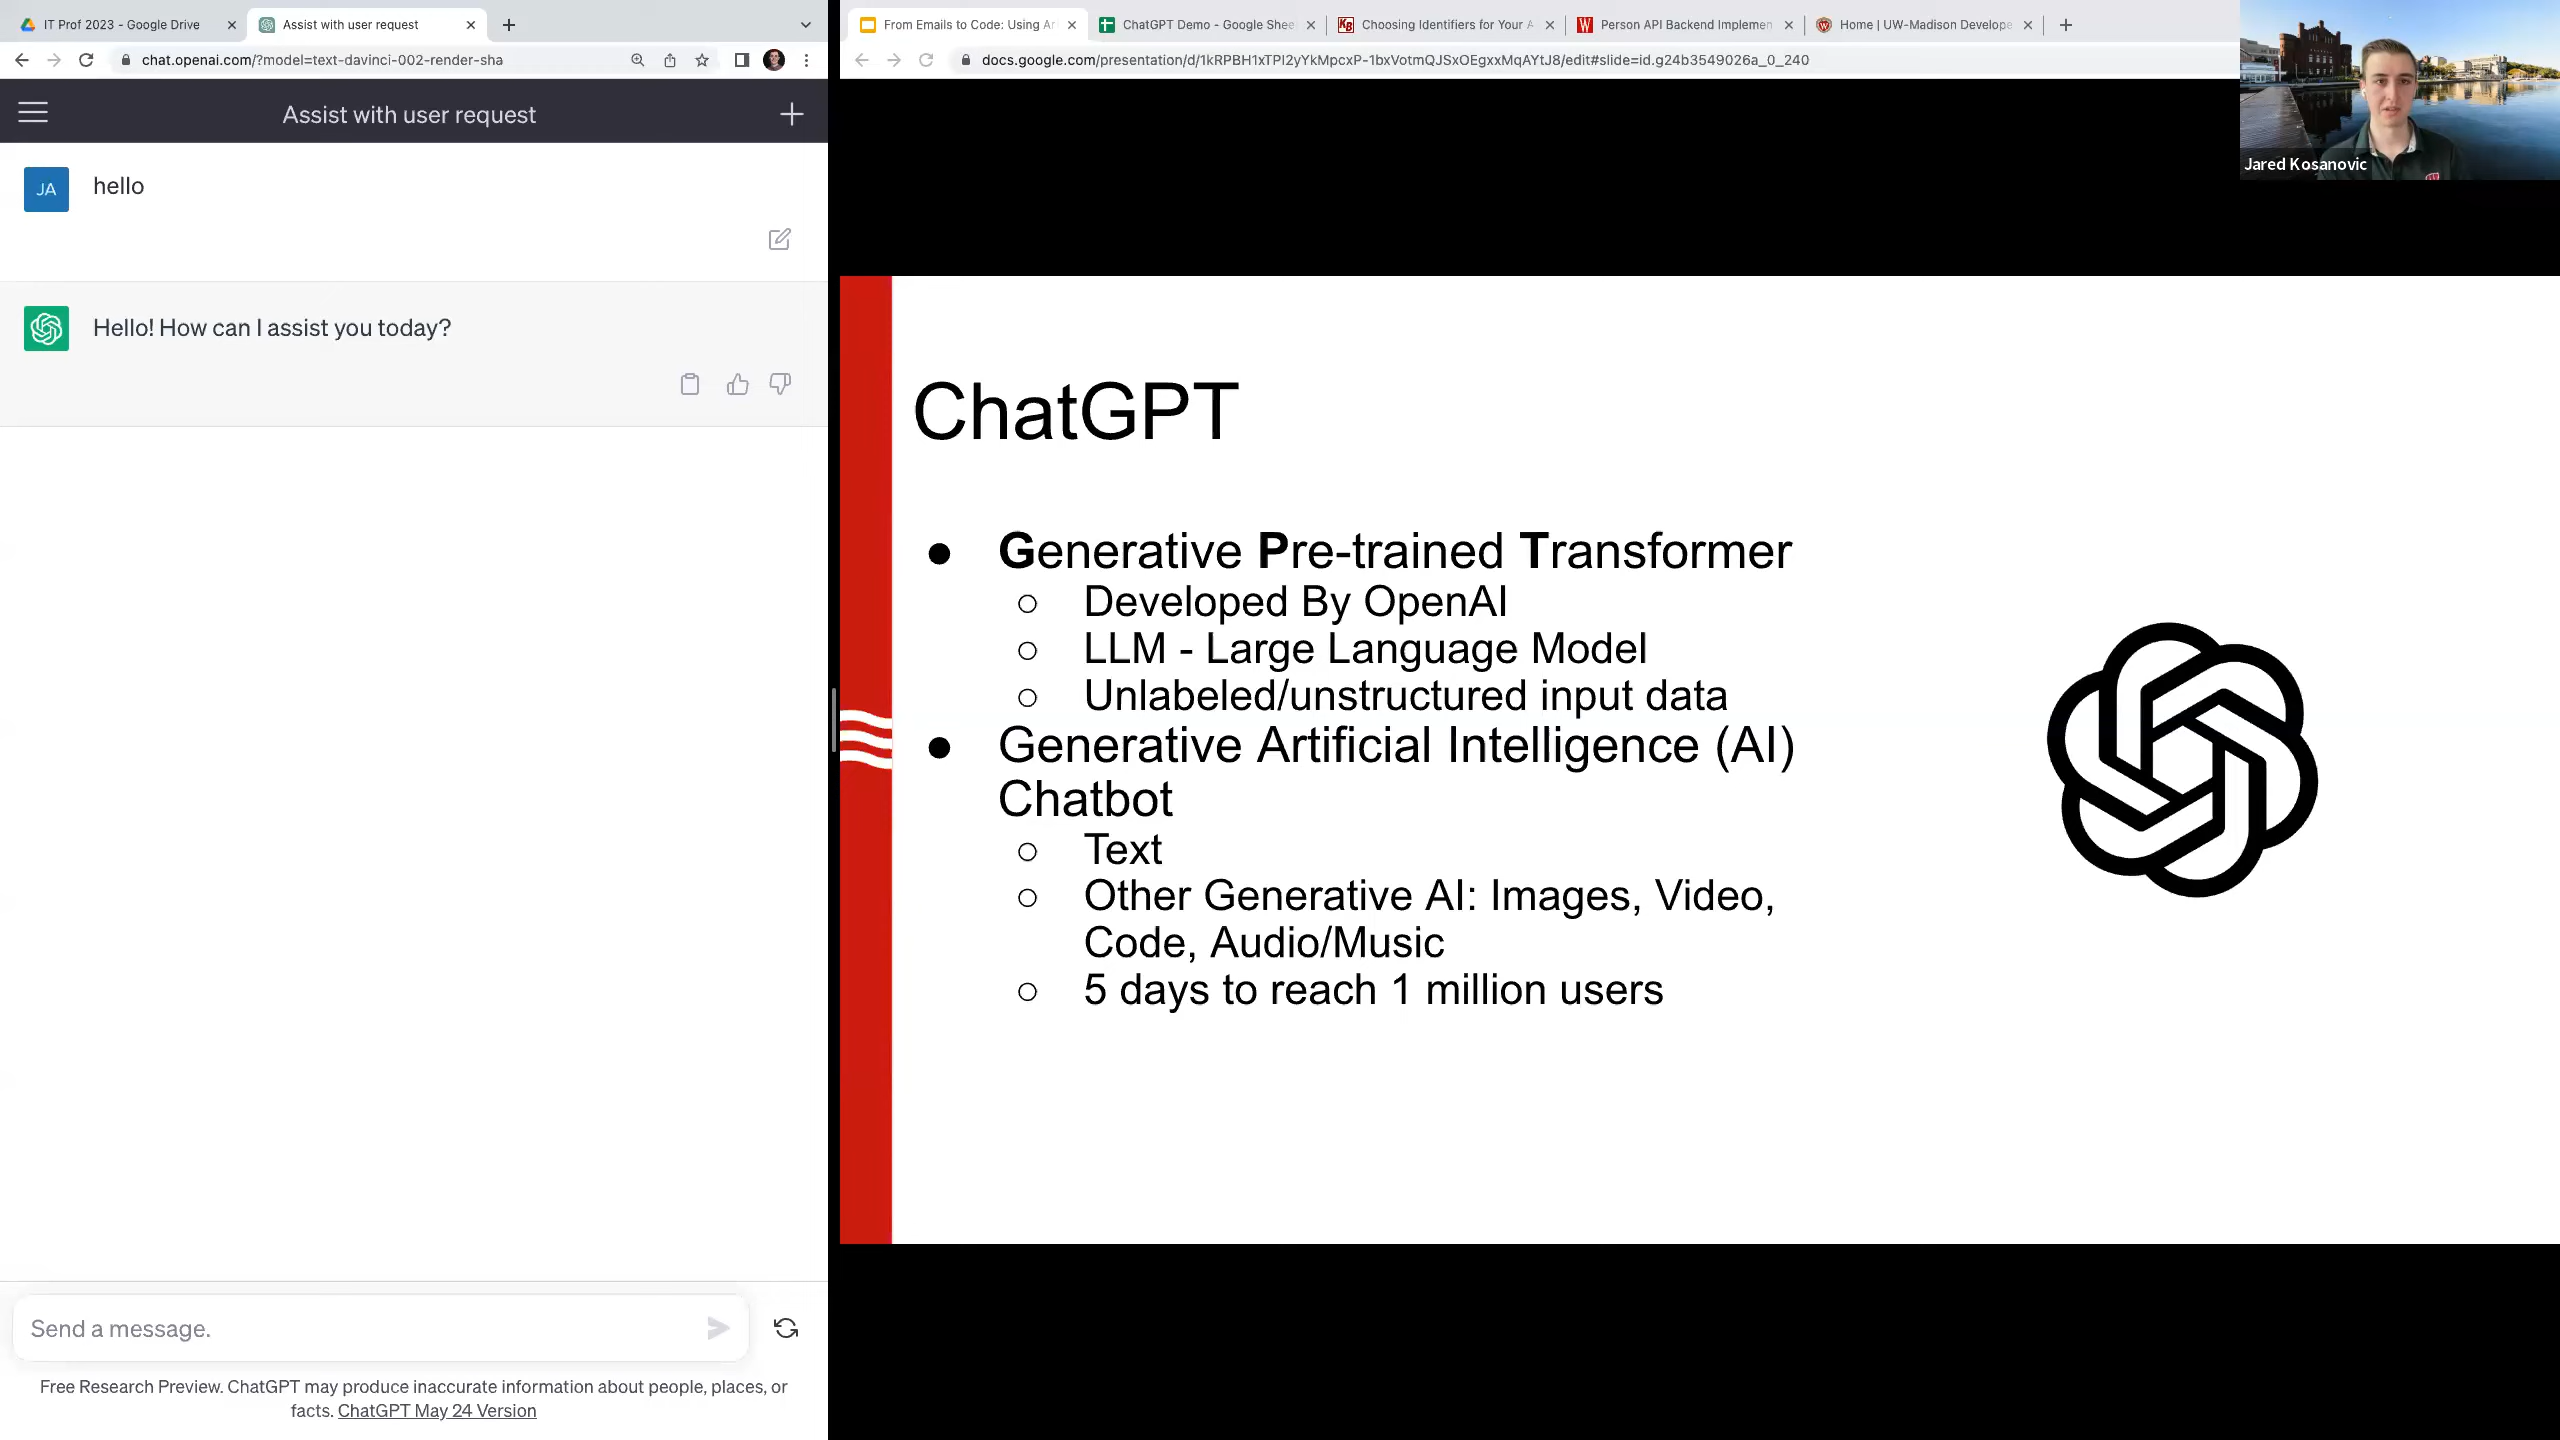 IT Prof 2023 - Google Drive
Assist with user request
chat.openai.com/?model=text-davinci-002-render-sha
Assist with user request
JA
hello
Hello! How can I assist you today?
Send a message.
Free Research Preview. ChatGPT may produce inaccurate information about people, places, or
facts. ChatGPT May 24 Version
From Emails to Code: Using Ar
ChatGPT Demo - Google Shee
KB
Choosing Identifiers for Your A
W
Person API Backend Implemen
Home | UW-Madison Develope
docs.google.com/presentation/d/1kRPBH1xTPI2yYkMpcxP-1bxVotmQJSxOEgxxMqAYtJ8/edit#slide=id.g24b3549026a_0_240
Jared Kosanovic
ChatGPT
● Generative Pre-trained Transformer
○ Developed By OpenAI
○ LLM - Large Language Model
○ Unlabeled/unstructured input data
● Generative Artificial Intelligence (AI)
Chatbot
○ Text
○ Other Generative AI: Images, Video,
Code, Audio/Music
○ 5 days to reach 1 million users